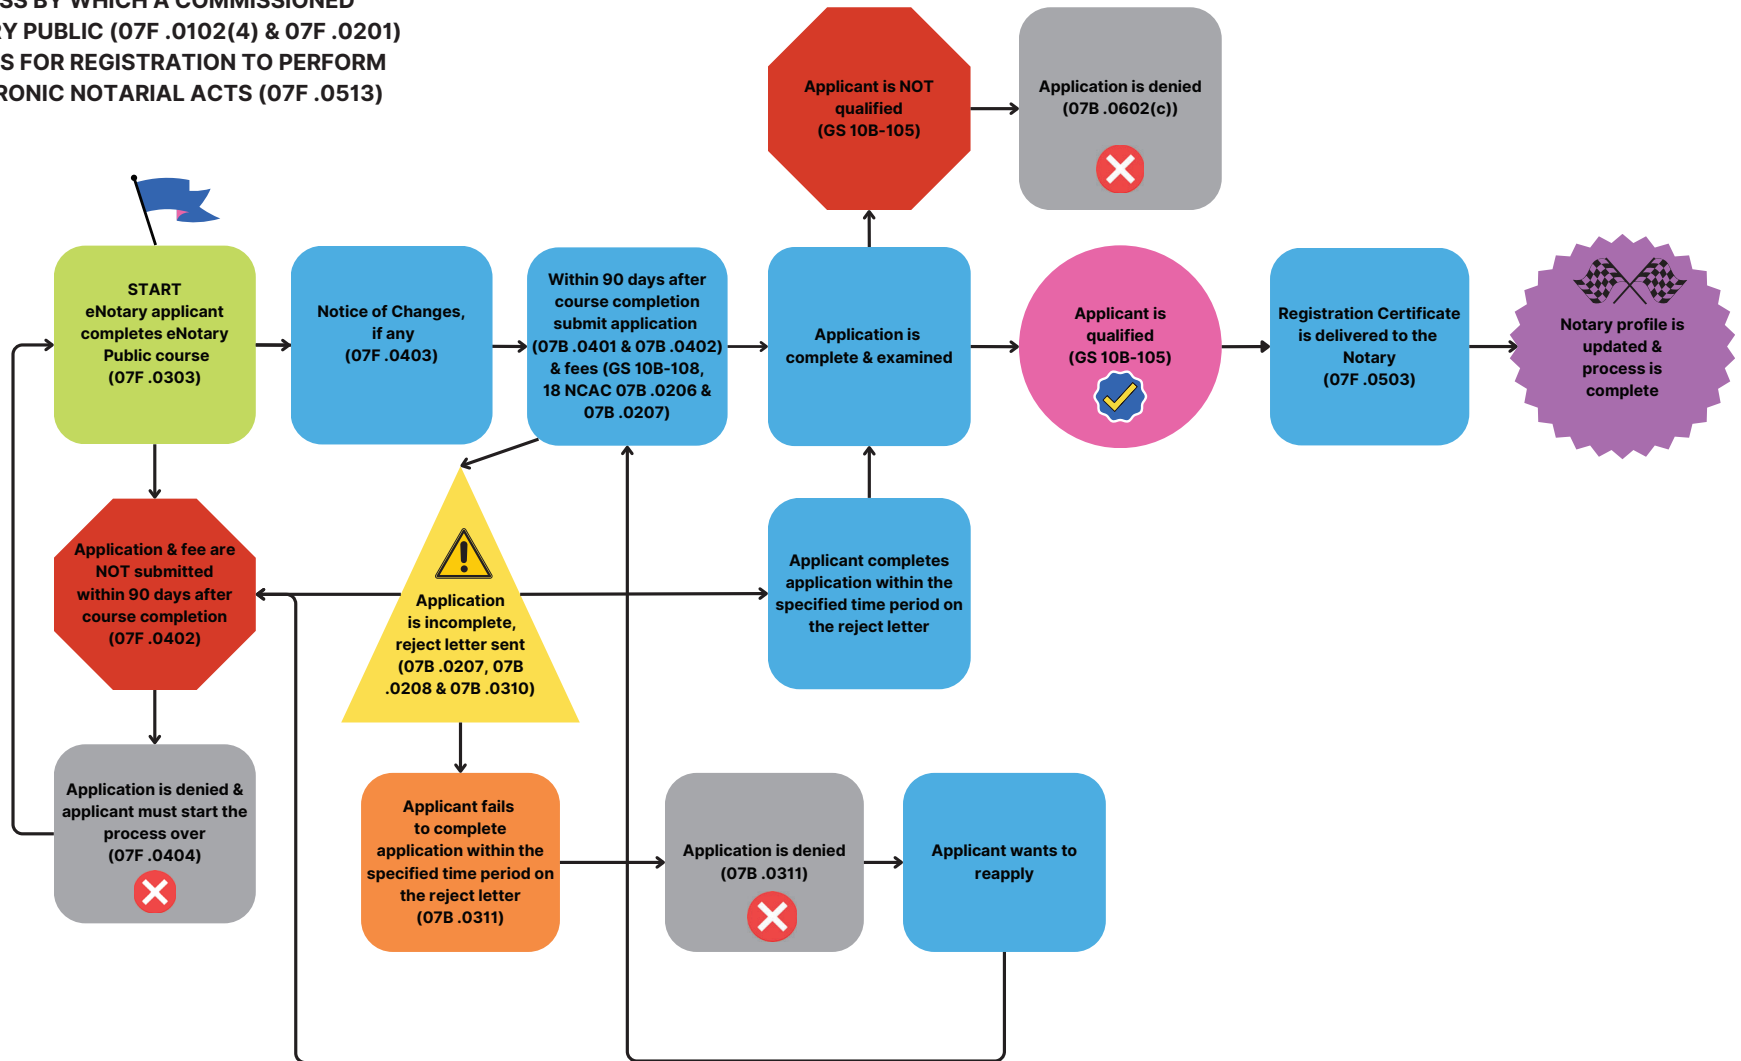 BY WHICH A COMMISSIONED
PUBLIC (07F .0102(4) & 07F .0201)
FOR REGISTRATION TO PERFORM
NOTARIAL ACTS (07F .0513)
Applicant is NOT
qualified
(GS 10B-105)
Application is denied
(07B .0602(c))
START
eNotary applicant
completes eNotary
Public course
(07F .0303)
Notice of Changes,
if any
(07F .0403)
Within 90 days after
course completion
submit application
(07B .0401 & 07B .0402)
& fees (GS 10B-108,
18 NCAC 07B .0206 &
07B .0207)
Application is
complete & examined
Applicant is
qualified
(GS 10B-105)
Registration Certificate
is delivered to the
Notary
(07F .0503)
Notary profile is
updated &
process is
complete
Application & fee are
NOT submitted
within 90 days after
course completion
(07F .0402)
Application
is incomplete,
reject letter sent
(07B .0207, 07B
.0208 & 07B .0310)
Applicant completes
application within the
specified time period on
the reject letter
Application is denied &
applicant must start the
process over
(07F .0404)
Applicant fails
to complete
application within the
specified time period on
the reject letter
(07B .0311)
Application is denied
(07B .0311)
Applicant wants to
reapply